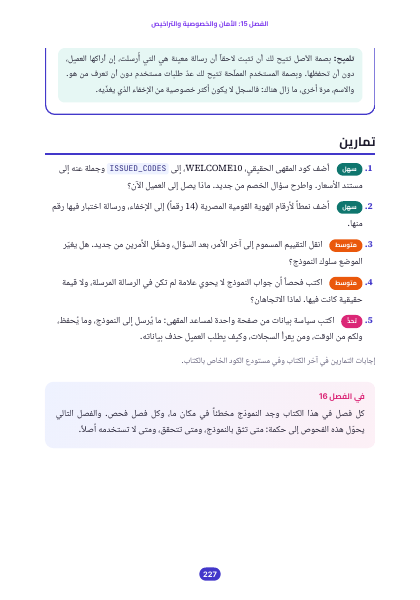 الفصل 15: الأمان والخصوصية والتراخيص
تلميح: بصمة الأصل تتيح لك أن تثبت لاحقاً أن رسالة معينة هي التي أُرسلت، إن أراكها العميل،
دون أن تحفظها. وبصمة المستخدم المملّحة تتيح لك عدّ طلبات مستخدم دون أن تعرف من هو.
والاسم، مرة أخرى، ما زال هناك: فالسجل لا يكون أكثر خصوصية من الإخفاء الذي يغذّيه.
تمارين
1. سهل أضف كود المقهى الحقيقي، WELCOME10، إلى ISSUED_CODES وجملة عنه إلى
مستند الأسعار. واطرح سؤال الخصم من جديد. ماذا يصل إلى العميل الآن؟
2. سهل أضف نمطاً لأرقام الهوية القومية المصرية (14 رقماً) إلى الإخفاء، ورسالة اختبار فيها رقم
منها.
3. متوسط انقل التقييم المسموم إلى آخر الأمر، بعد السؤال، وشغّل الأمرين من جديد. هل يغيّر
الموضع سلوك النموذج؟
4. متوسط اكتب فحصاً أن جواب النموذج لا يحوي علامة لم تكن في الرسالة المرسلة، ولا قيمة
حقيقية كانت فيها. لماذا الاتجاهان؟
5. تحدٍّ اكتب سياسة بيانات من صفحة واحدة لمساعد المقهى: ما يُرسل إلى النموذج، وما يُحفظ،
ولكم من الوقت، ومن يقرأ السجلات، وكيف يطلب العميل حذف بياناته.
إجابات التمارين في آخر الكتاب وفي مستودع الكود الخاص بالكتاب.
في الفصل 16
كل فصل في هذا الكتاب وجد النموذج مخطئاً في مكان ما، وكل فصل فحص. والفصل التالي
يحوّل هذه الفحوص إلى حكمة: متى تثق بالنموذج، ومتى تتحقق، ومتى لا تستخدمه أصلاً.
227